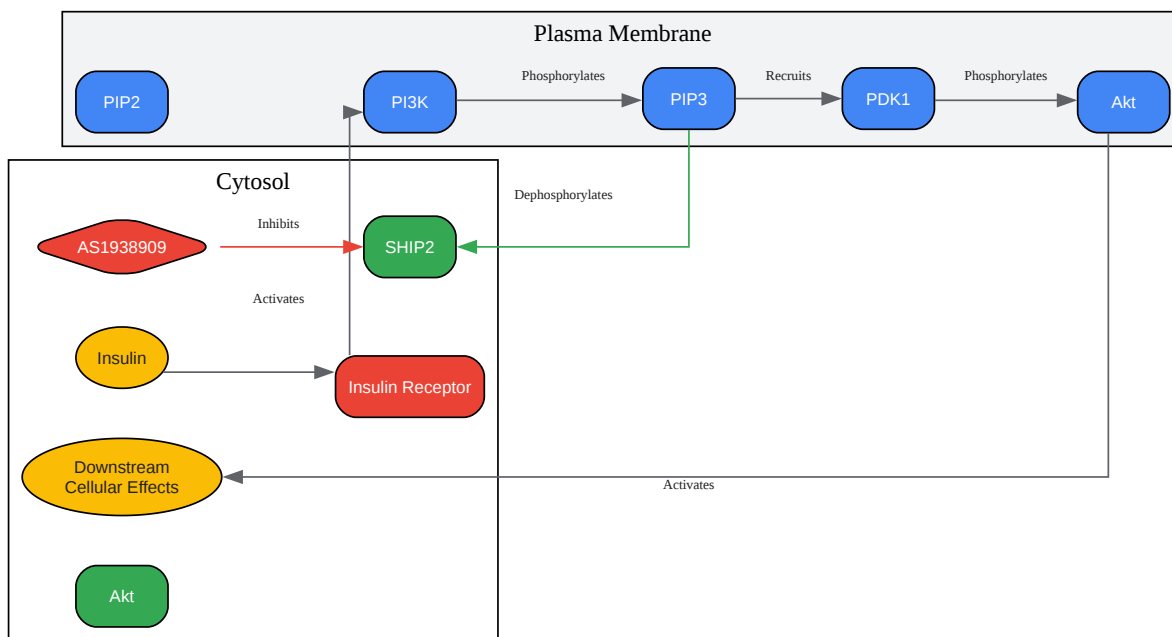 Plasma Membrane
PIP2
PI3K
Phosphorylates
PIP3
Recruits
PDK1
Phosphorylates
Akt
Cytosol
Dephosphorylates
AS1938909
Inhibits
SHIP2
Activates
Insulin
Insulin Receptor
Downstream
Cellular Effects
Activates
Akt